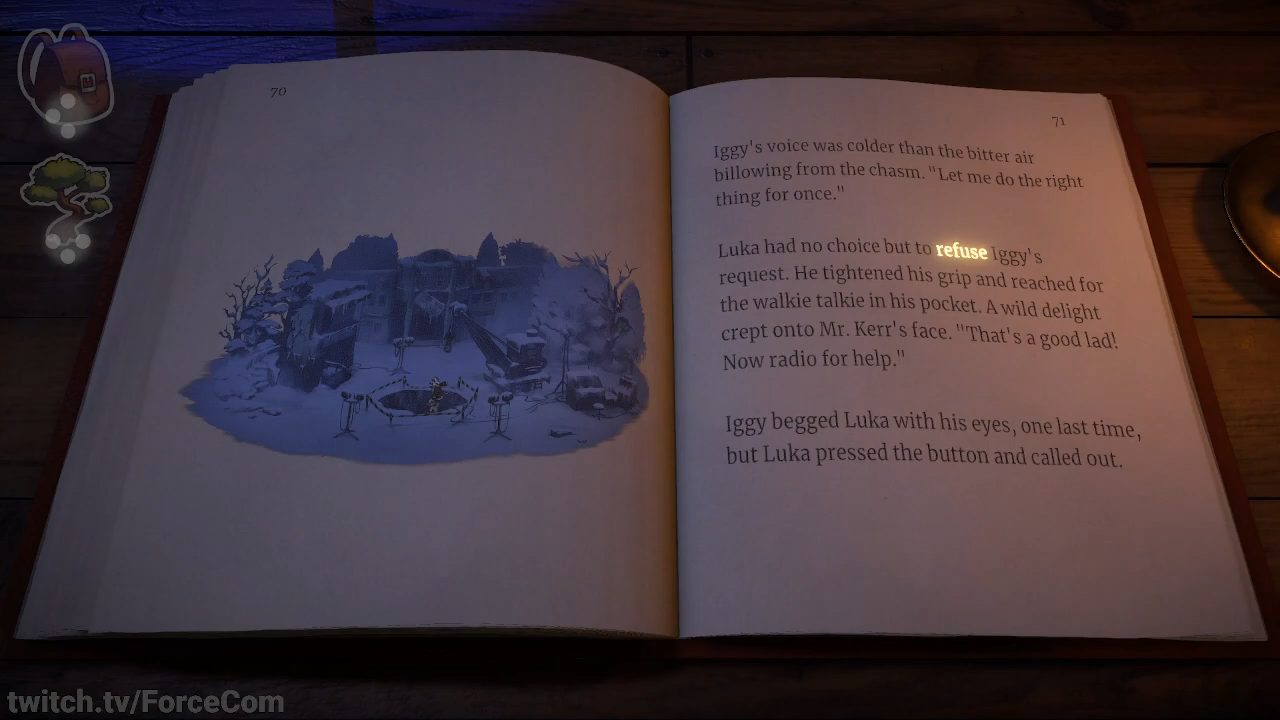 70
71
Iggy's voice was colder than the bitter air
billowing from the chasm. "Let me do the right
thing for once."
Luka had no choice but to refuse Iggy's
request. He tightened his grip and reached for
the walkie talkie in his pocket. A wild delight
crept onto Mr. Kerr's face. "That's a good lad!
Now radio for help."
Iggy begged Luka with his eyes, one last time,
but Luka pressed the button and called out.
twitch.tv/ForceCom